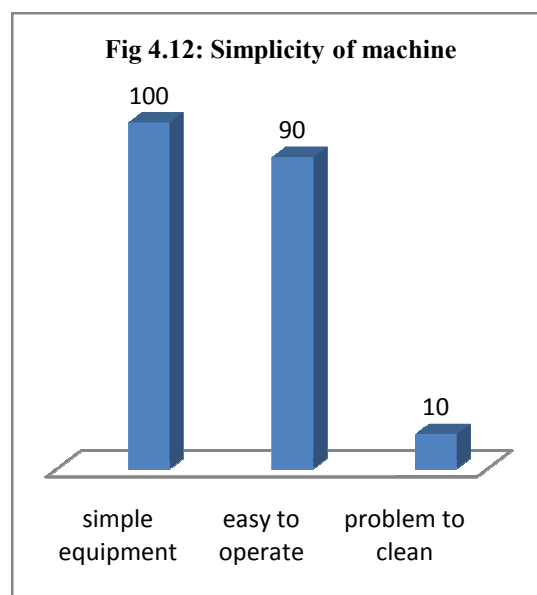 Fig 4.12: Simplicity of machine
100
90
10
simple equipment
easy to operate
problem to clean